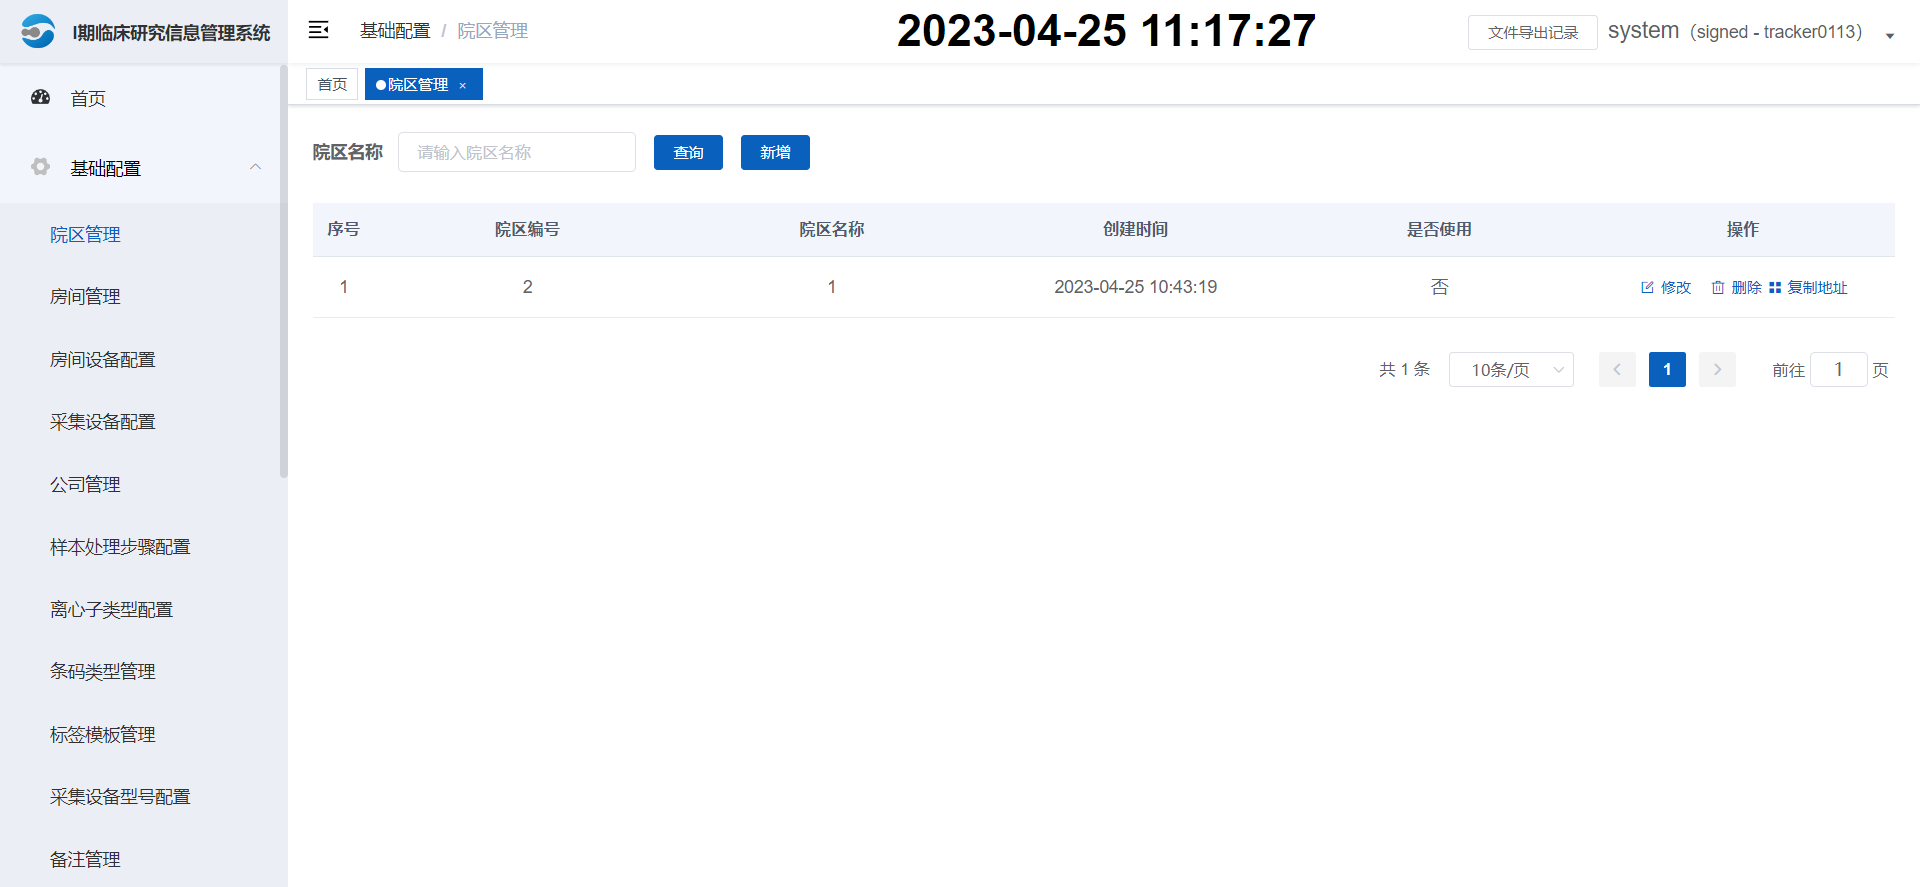 I期临床研究信息管理系统
基础配置 / 院区管理
2023-04-25 11:17:27
文件导出记录
system（signed - tracker0113）
首页
院区管理 ×
首页
基础配置
院区管理
房间管理
房间设备配置
采集设备配置
公司管理
样本处理步骤配置
离心子类型配置
条码类型管理
标签模板管理
采集设备型号配置
备注管理
院区名称 请输入院区名称 查询 新增
序号 院区编号 院区名称 创建时间 是否使用 操作
1 2 1 2023-04-25 10:43:19 否 修改 删除 复制地址
共 1 条 10条/页 1 前往 1 页